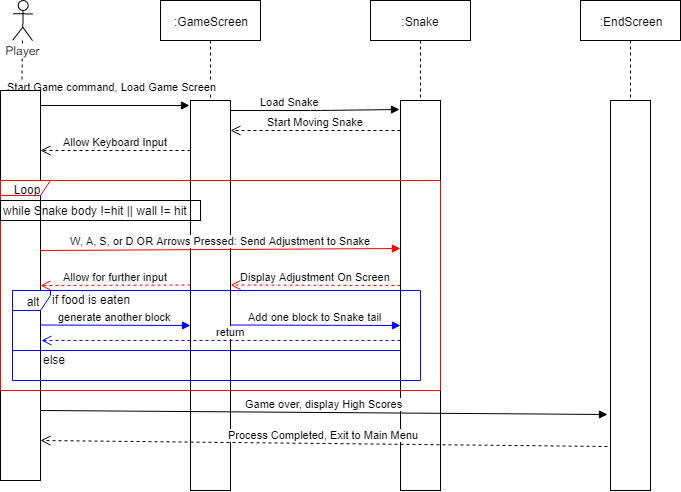 :GameScreen
:Snake
:EndScreen
Player
Start Game command, Load Game Screen
Load Snake
Start Moving Snake
Allow Keyboard Input
Loop
while Snake body !=hit || wall != hit
W, A, S, or D OR Arrows Pressed: Send Adjustment to Snake
Allow for further input
Display Adjustment On Screen
alt
if food is eaten
generate another block
Add one block to Snake tail
return
else
Game over, display High Scores
Process Completed, Exit to Main Menu